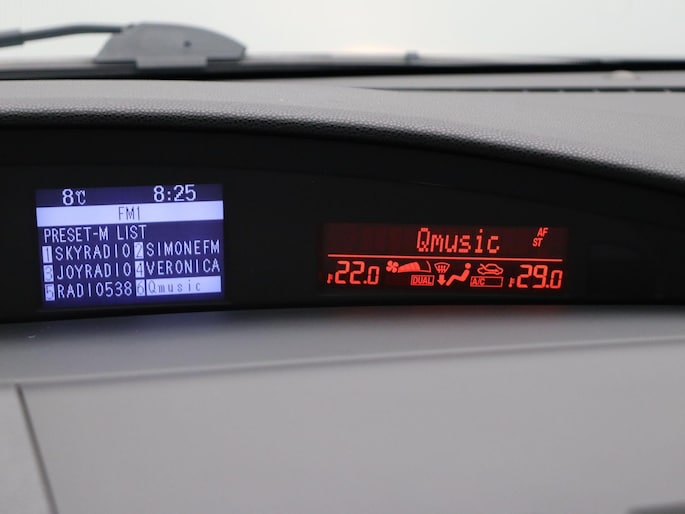 8℃ 8:25
FM1
PRESET-M LIST
1 SKYRADIO 2 SIMONEFM
3 JOYRADIO 4 VERONICA
5 RADIO538 6 Qmusic
Qmusic AF
ST
22.0 29.0
DUAL A/C